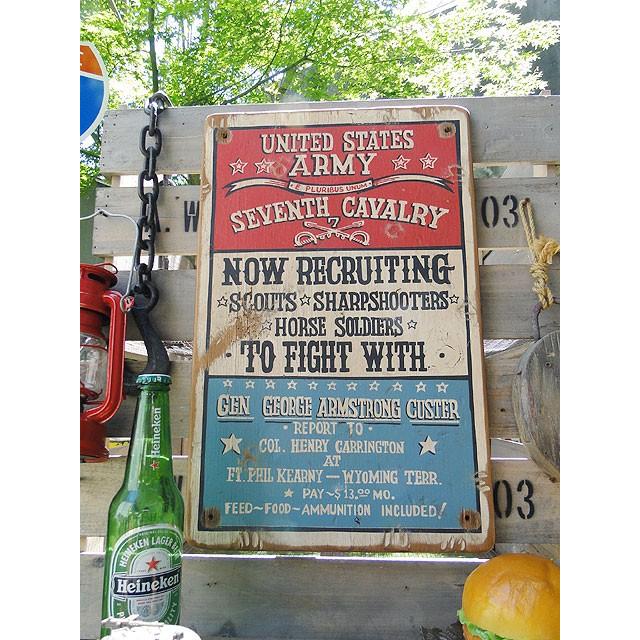 UNITED STATES
ARMY
E PLURIBUS UNUM
SEVENTH CAVALRY
7
NOW RECRUITING
SCOUTS SHARPSHOOTERS
HORSE SOLDIERS
TO FIGHT WITH
GEN GEORGE ARMSTRONG CUSTER
REPORT TO
COL. HENRY CARRINGTON
AT
FT. PHIL KEARNY — WYOMING TERR.
PAY ~ $13.00 MO.
FEED~FOOD~AMMUNITION INCLUDED!
W
03
03
Heineken
HEINEKEN LAGER
Heineken